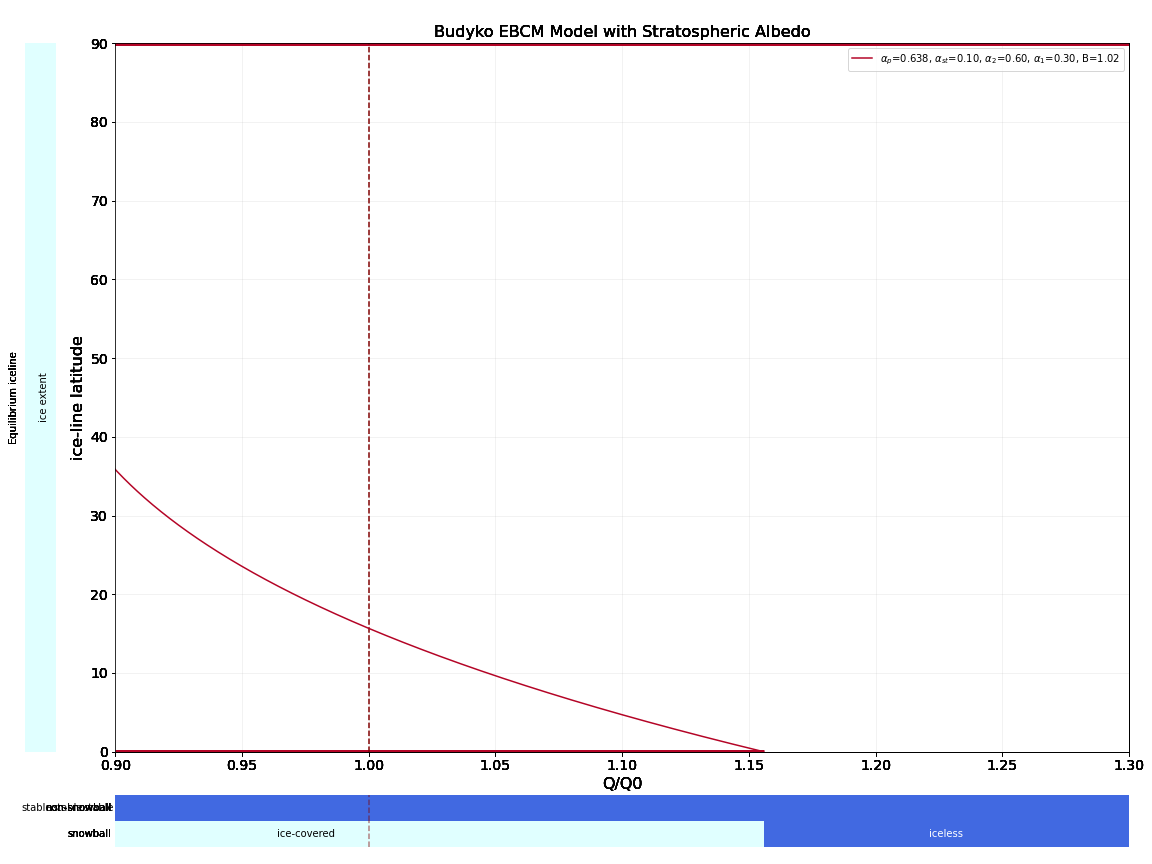 Budyko EBCM Model with Stratospheric Albedo
αp=0.638, αst=0.10, α2=0.60, α1=0.30, B=1.02
90
80
70
60
50
40
30
20
10
0
Equilibrium iceline
ice extent
ice-line latitude
0.90 0.95 1.00 1.05 1.10 1.15 1.20 1.25 1.30
Q/Q0
non-snowball
snowball ice-covered iceless